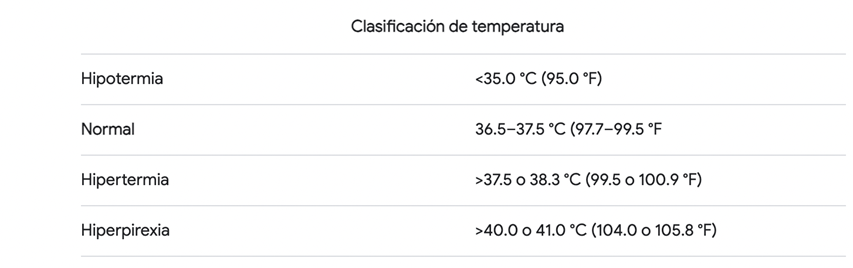 Clasificación de temperatura
Hipotermia <35.0 °C (95.0 °F)
Normal 36.5–37.5 °C (97.7–99.5 °F
Hipertermia >37.5 o 38.3 °C (99.5 o 100.9 °F)
Hiperpirexia >40.0 o 41.0 °C (104.0 o 105.8 °F)